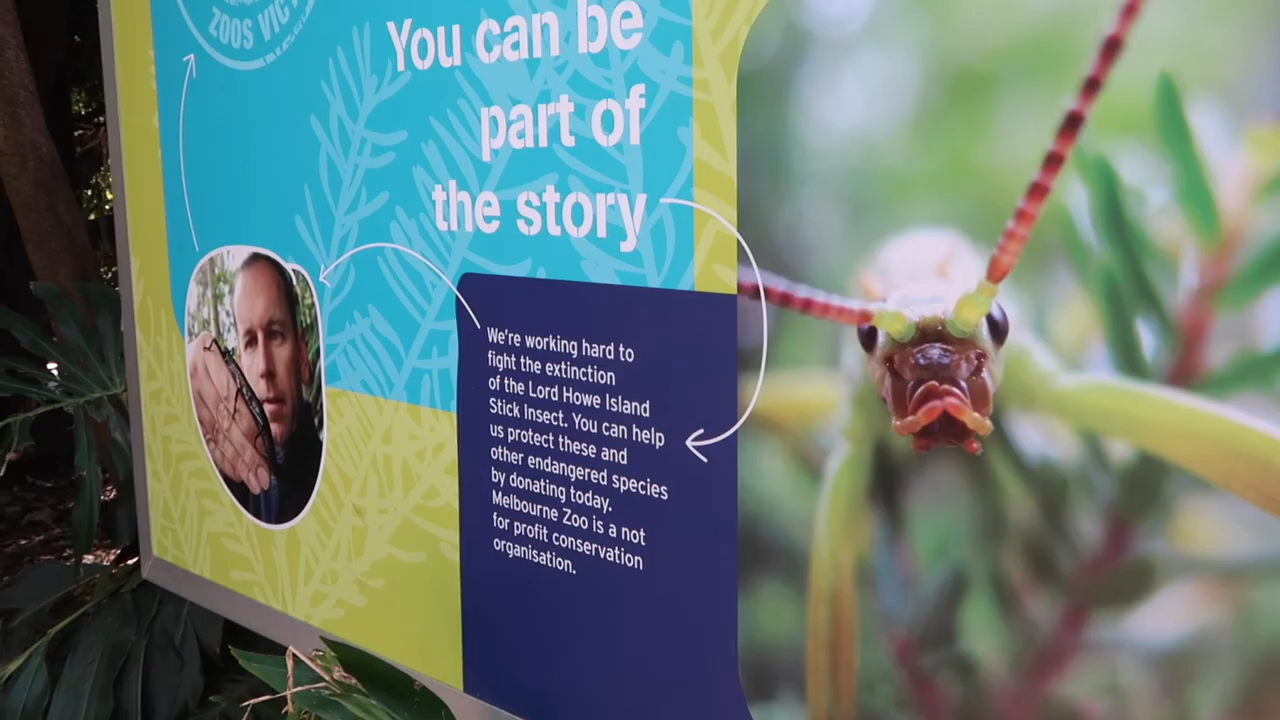 ZOOS VIC
You can be
part of
the story
We're working hard to
fight the extinction
of the Lord Howe Island
Stick Insect. You can help
us protect these and
other endangered species
by donating today.
Melbourne Zoo is a not
for profit conservation
organisation.